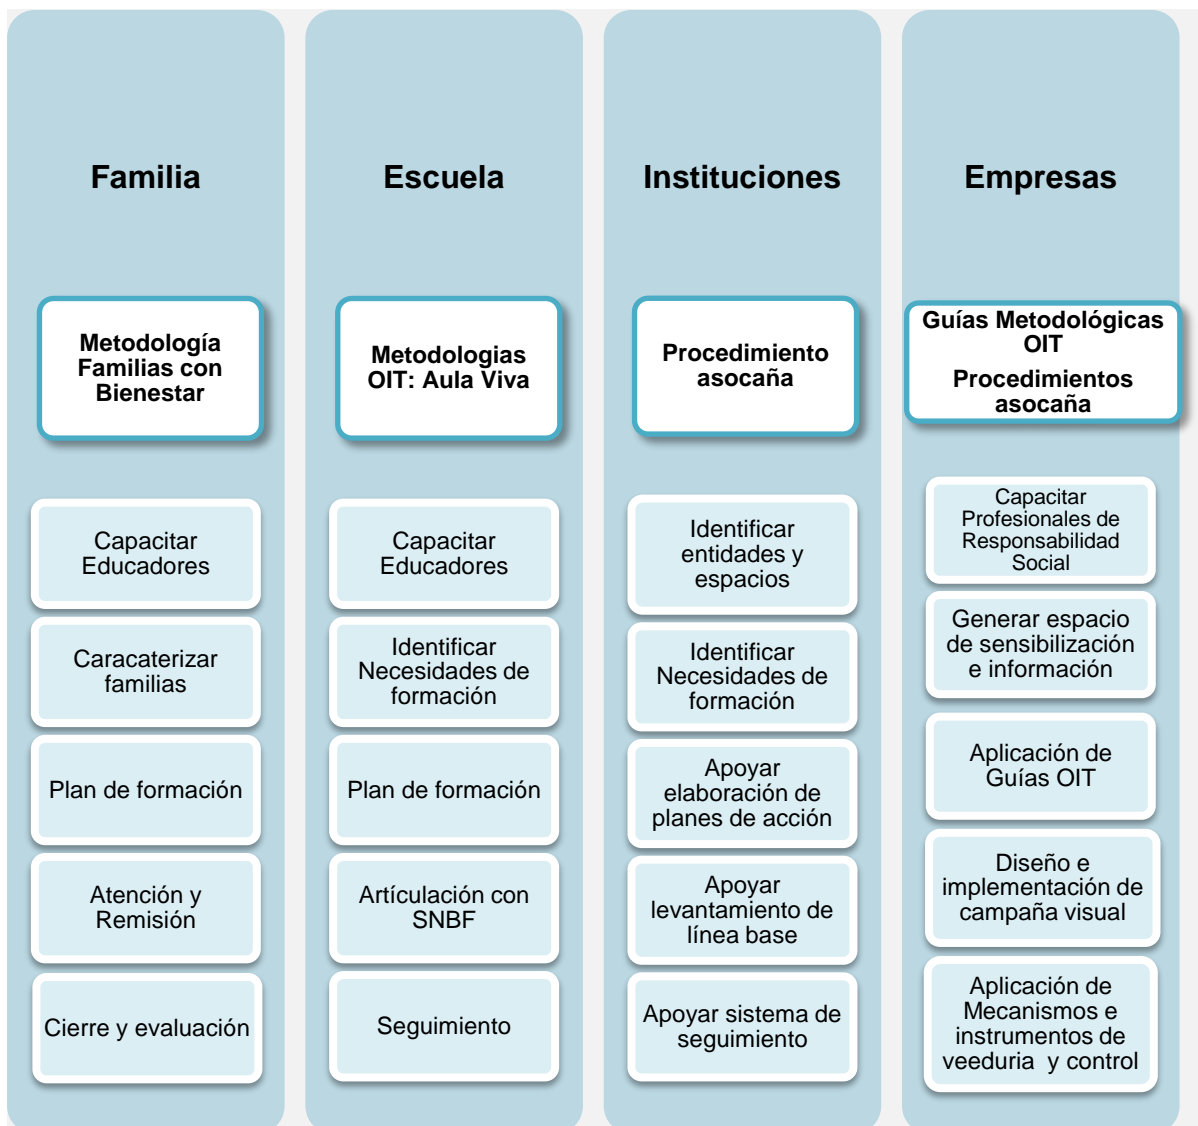 Familia
Metodología
Familias con
Bienestar
Capacitar
Educadores
Caracaterizar
familias
Plan de formación
Atención y
Remisión
Cierre y evaluación
Escuela
Metodologias
OIT: Aula Viva
Capacitar
Educadores
Identificar
Necesidades de
formación
Plan de formación
Artículación con
SNBF
Seguimiento
Instituciones
Procedimiento
asocaña
Identificar
entidades y
espacios
Identificar
Necesidades de
formación
Apoyar
elaboración de
planes de acción
Apoyar
levantamiento de
línea base
Apoyar sistema de
seguimiento
Empresas
Guías Metodológicas
OIT
Procedimientos
asocaña
Capacitar
Profesionales de
Responsabilidad
Social
Generar espacio
de sensibilización
e información
Aplicación de
Guías OIT
Diseño e
implementación de
campaña visual
Aplicación de
Mecanismos e
instrumentos de
veeduria y control